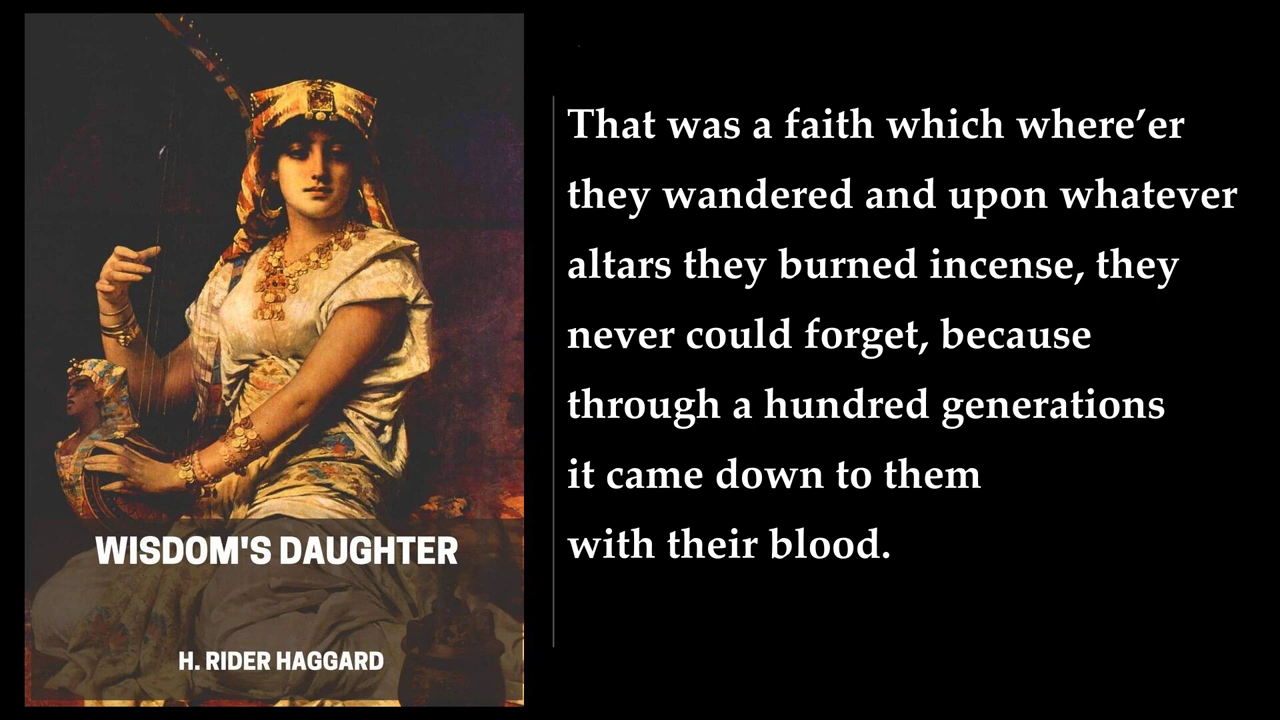 WISDOM'S DAUGHTER
H. RIDER HAGGARD
That was a faith which where’er
they wandered and upon whatever
altars they burned incense, they
never could forget, because
through a hundred generations
it came down to them
with their blood.